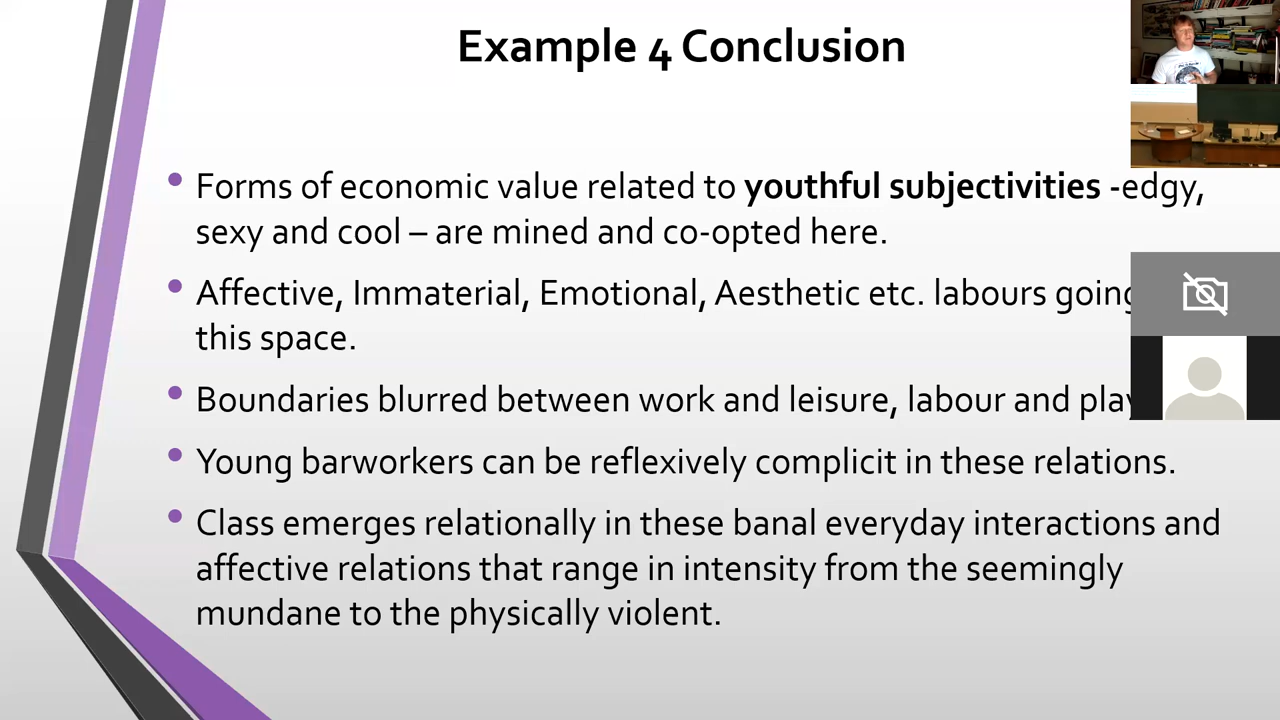 Example 4 Conclusion
Forms of economic value related to youthful subjectivities -edgy,
sexy and cool – are mined and co-opted here.
Affective, Immaterial, Emotional, Aesthetic etc. labours going
this space.
Boundaries blurred between work and leisure, labour and play
Young barworkers can be reflexively complicit in these relations.
Class emerges relationally in these banal everyday interactions and
affective relations that range in intensity from the seemingly
mundane to the physically violent.